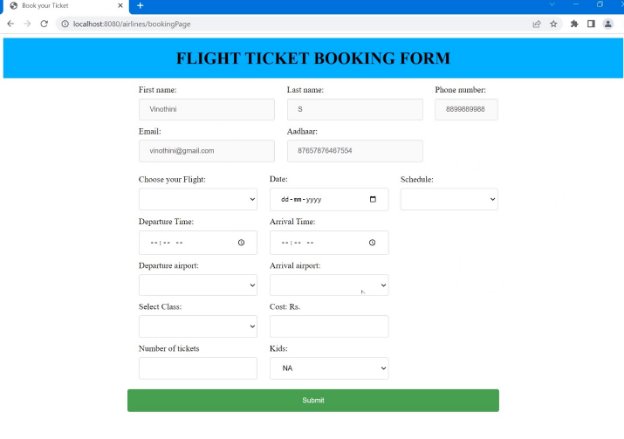 Book your Ticket
localhost:8080/airlines/bookingPage
FLIGHT TICKET BOOKING FORM
First name: Last name: Phone number:
Vinothini S 8899889988
Email: Aadhaar:
vinothini@gmail.com 87657876467554
Choose your Flight: Date: Schedule:
dd-mm-yyyy
Departure Time: Arrival Time:
--:-- -- --:-- --
Departure airport: Arrival airport:
Select Class: Cost: Rs.
Number of tickets Kids:
NA
Submit